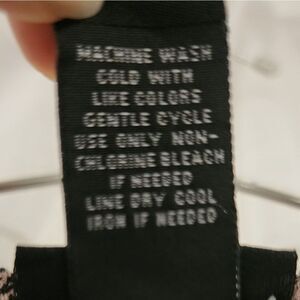 MACHINE WASH
COLD WITH
LIKE COLORS
GENTLE CYCLE
USE ONLY NON-
CHLORINE BLEACH
IF NEEDED
LINE DRY COOL
IRON IF NEEDED